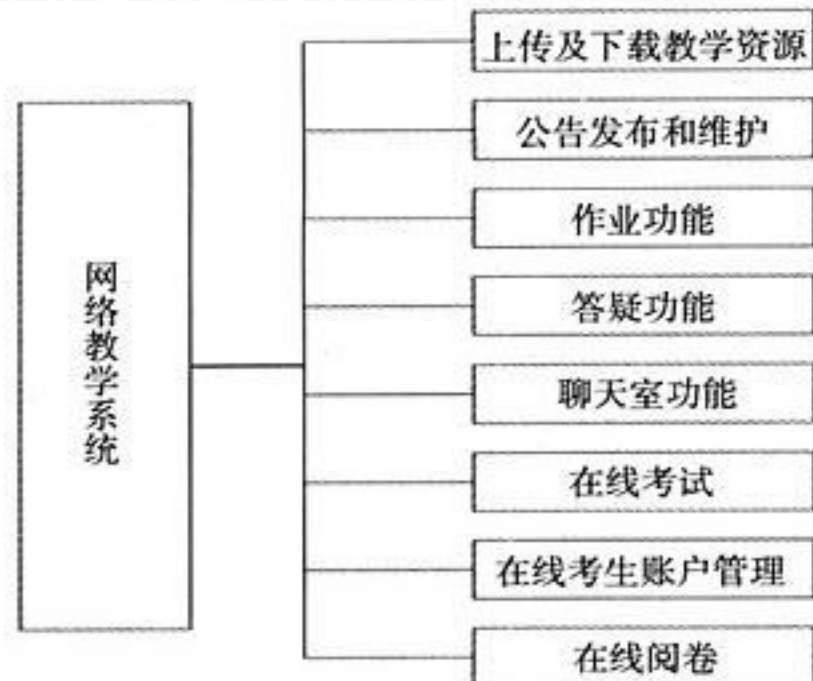 网络教学系统
上传及下载教学资源
公告发布和维护
作业功能
答疑功能
聊天室功能
在线考试
在线考生账户管理
在线阅卷